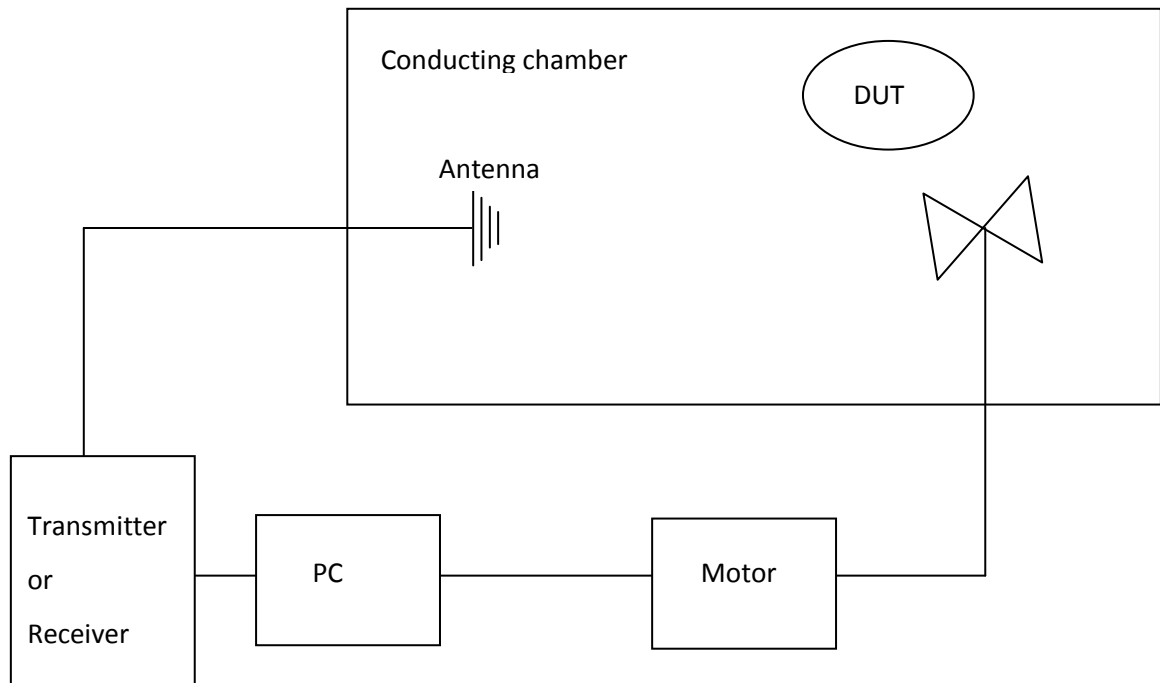 Conducting chamber
DUT
Antenna
Transmitter
or
Receiver
PC
Motor